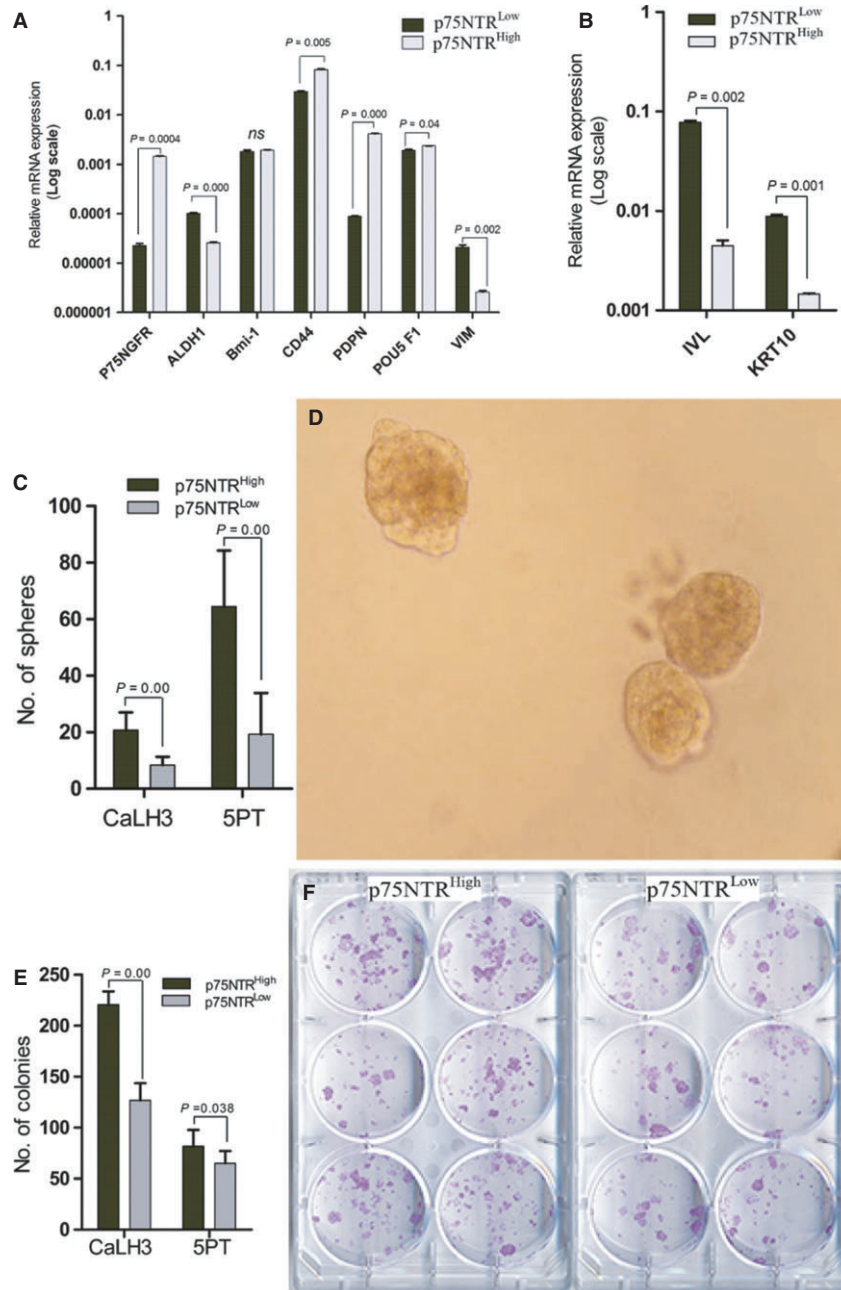 A
p75NTR^Low
p75NTR^High
Relative mRNA expression
(Log scale)
1
0.1
0.01
0.001
0.0001
0.00001
0.000001
P = 0.0004
P = 0.000
ns
P = 0.005
P = 0.000
P = 0.04
P = 0.002
P75NGFR
ALDH1
Bmi-1
CD44
PDPN
POU5 F1
VIM
B
p75NTR^Low
p75NTR^High
Relative mRNA expression
(Log scale)
1
0.1
0.01
0.001
P = 0.002
P = 0.001
IVL
KRT10
C
p75NTR^High
p75NTR^Low
No. of spheres
100
80
60
40
20
0
P = 0.00
P = 0.00
CaLH3
5PT
D
E
p75NTR^High
p75NTR^Low
No. of colonies
250
200
150
100
50
0
P = 0.00
P =0.038
CaLH3
5PT
F
p75NTR^High
p75NTR^Low